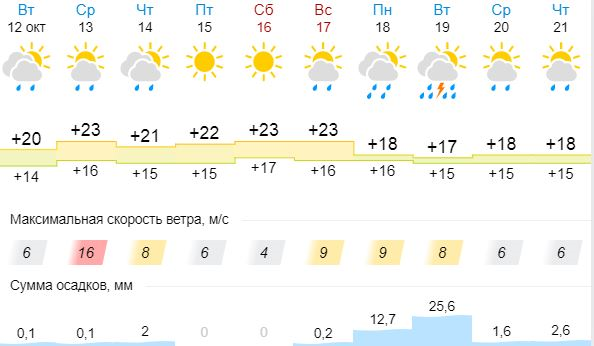 Вт Ср Чт Пт Сб Вс Пн Вт Ср Чт
12 окт 13 14 15 16 17 18 19 20 21
+20 +23 +21 +22 +23 +23 +18 +17 +18 +18
+14 +16 +15 +15 +17 +16 +16 +15 +15 +15
Максимальная скорость ветра, м/с
6 16 8 6 4 9 9 8 6 6
Сумма осадков, мм
0,1 0,1 2 0 0 0,2 12,7 25,6 1,6 2,6